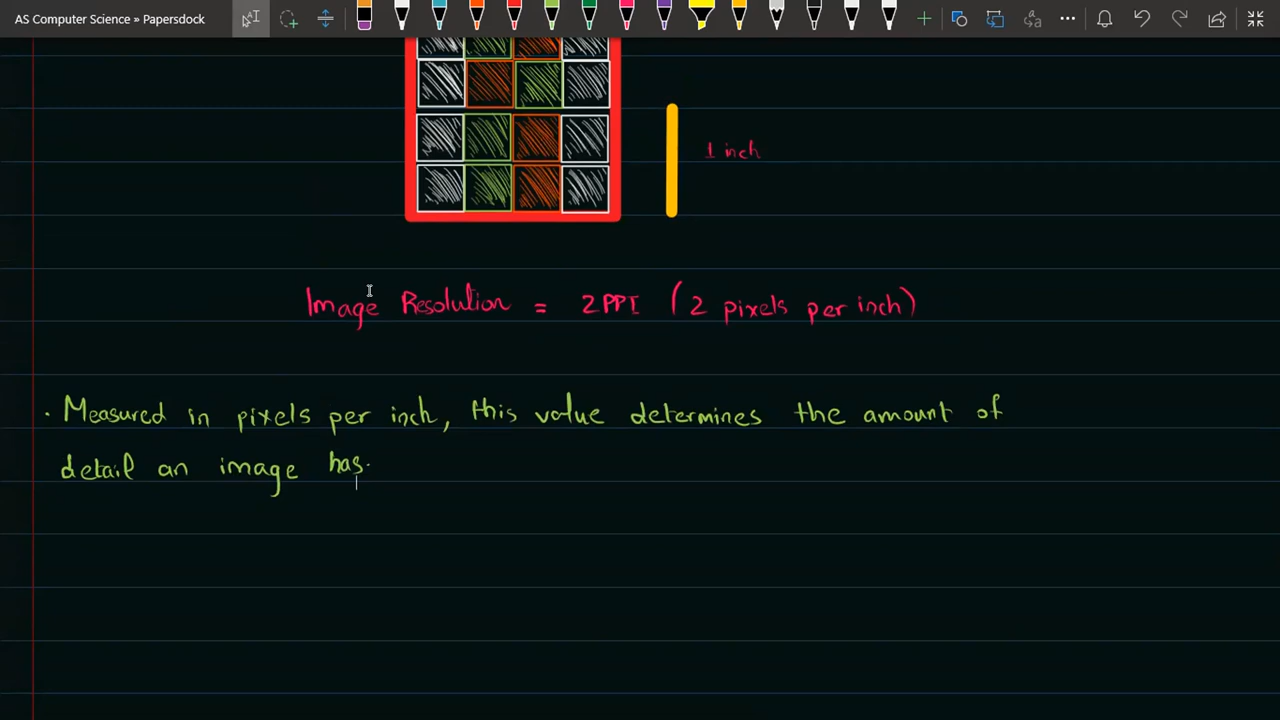 AS Computer Science » Papersdock
1 inch
Image Resolution = 2PPI (2 pixels per inch)
· Measured in pixels per inch, this value determines the amount of
detail an image has.